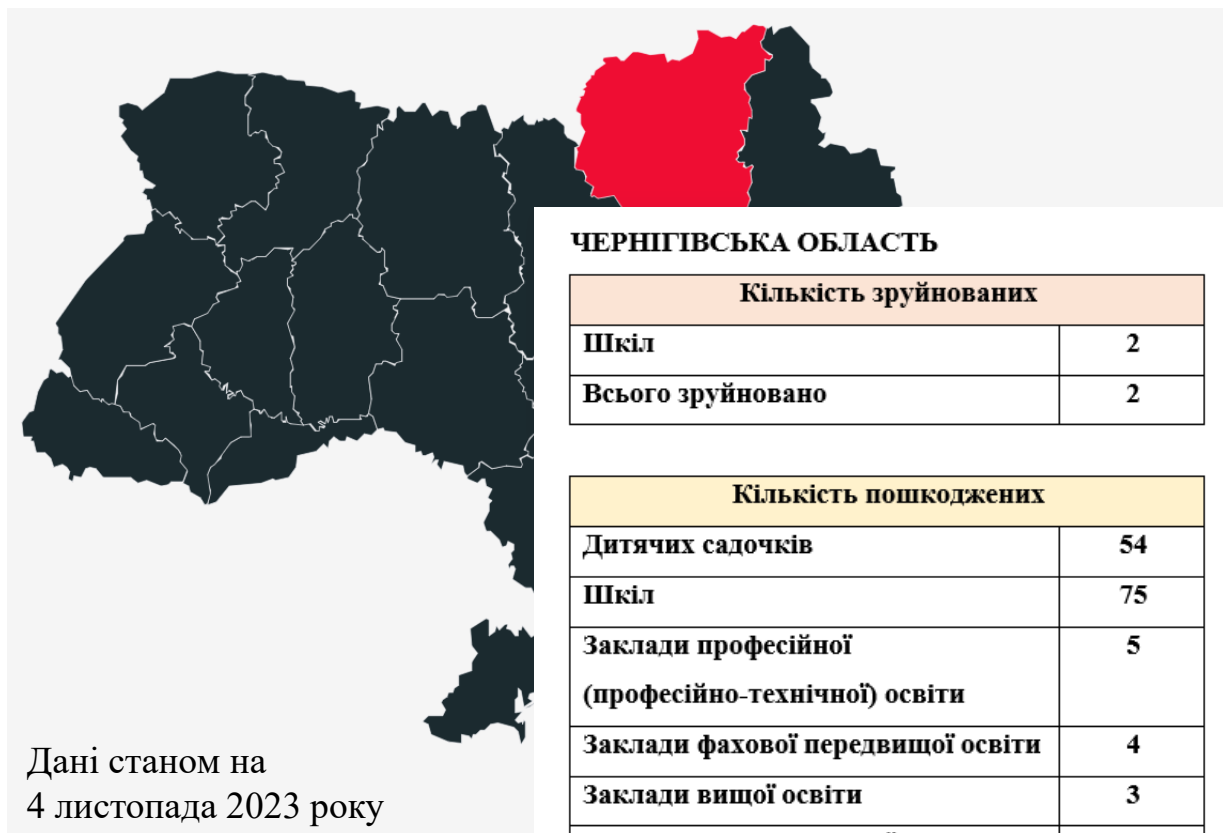 ЧЕРНІГІВСЬКА ОБЛАСТЬ
Кількість зруйнованих
Шкіл 2
Всього зруйновано 2
Кількість пошкоджених
Дитячих садочків 54
Шкіл 75
Заклади професійної 5
(професійно-технічної) освіти
Заклади фахової передвищої освіти 4
Заклади вищої освіти 3
Дані станом на
4 листопада 2023 року